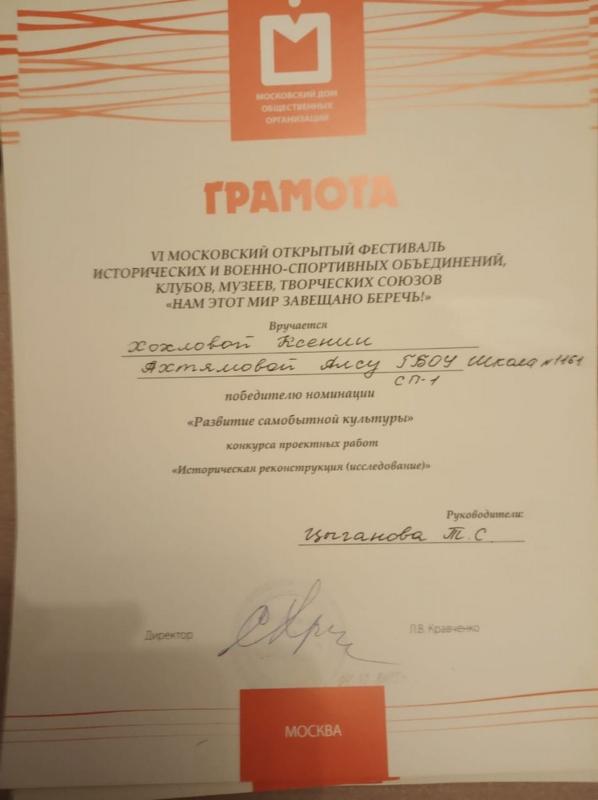 МОСКОВСКИЙ ДОМ
ОБЩЕСТВЕННЫХ
ОРГАНИЗАЦИЙ
ГРАМОТА
VI МОСКОВСКИЙ ОТКРЫТЫЙ ФЕСТИВАЛЬ
ИСТОРИЧЕСКИХ И ВОЕННО-СПОРТИВНЫХ ОБЪЕДИНЕНИЙ,
КЛУБОВ, МУЗЕЕВ, ТВОРЧЕСКИХ СОЮЗОВ
«НАМ ЭТОТ МИР ЗАВЕЩАНО БЕРЕЧЬ!»
Вручается
Хохловой Ксении
Ахтямовой Алсу ГБОУ Школа №1161
СП-1
победителю номинации
«Развитие самобытной культуры»
конкурса проектных работ
«Историческая реконструкция (исследование)»
Руководители:
Цыганова Т.С.
Директор
Л.В. Кравченко
МОСКВА